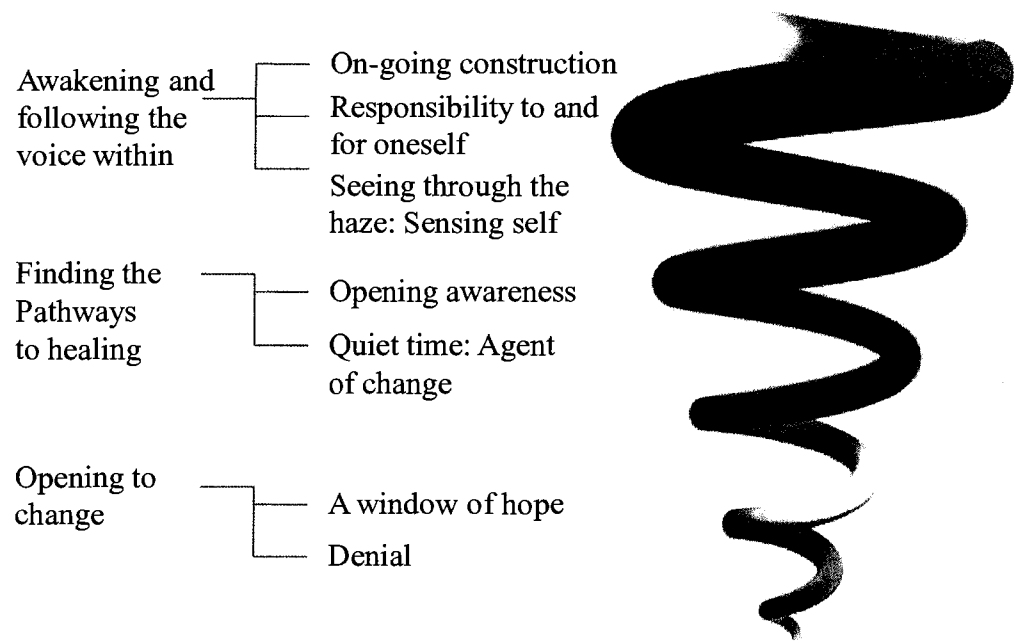 Awakening and
following the
voice within
On-going construction
Responsibility to and
for oneself
Seeing through the
haze: Sensing self
Finding the
Pathways
to healing
Opening awareness
Quiet time: Agent
of change
Opening to
change
A window of hope
Denial